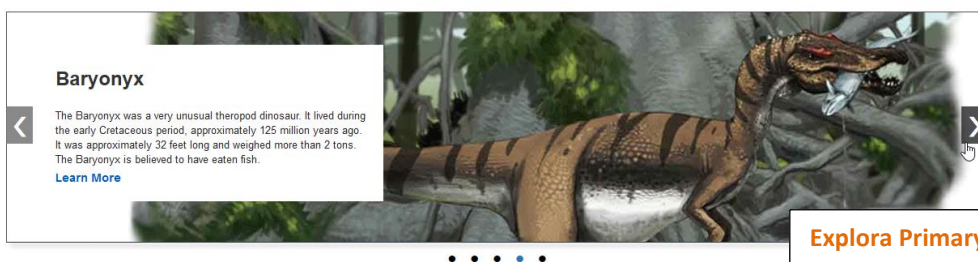 Baryonyx
The Baryonyx was a very unusual theropod dinosaur. It lived during
the early Cretaceous period, approximately 125 million years ago.
It was approximately 32 feet long and weighed more than 2 tons.
The Baryonyx is believed to have eaten fish.
Learn More
Explora Primary